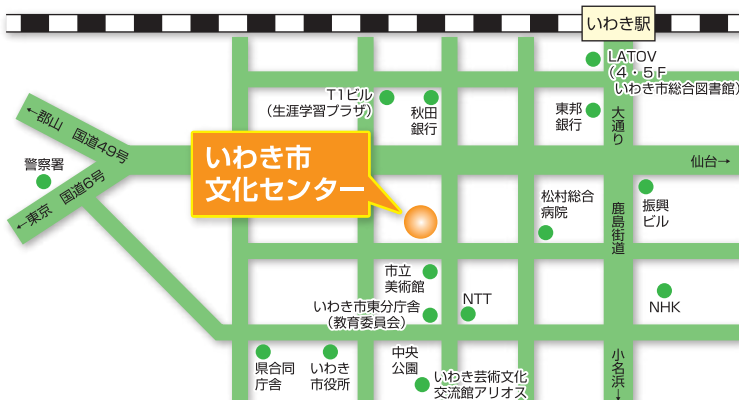 いわき駅
LATOV
(4・5F
いわき市総合図書館)
T1ビル
(生涯学習プラザ)
秋田
銀行
東邦
銀行
大通り
←郡山 国道49号
警察署
←東京 国道6号
いわき市
文化センター
仙台→
松村総合
病院
鹿島街道
振興
ビル
市立
美術館
いわき市東分庁舎
(教育委員会)
NTT
NHK
県合同
庁舎
いわき
市役所
中央
公園
いわき芸術文化
交流館アリオス
小名浜→